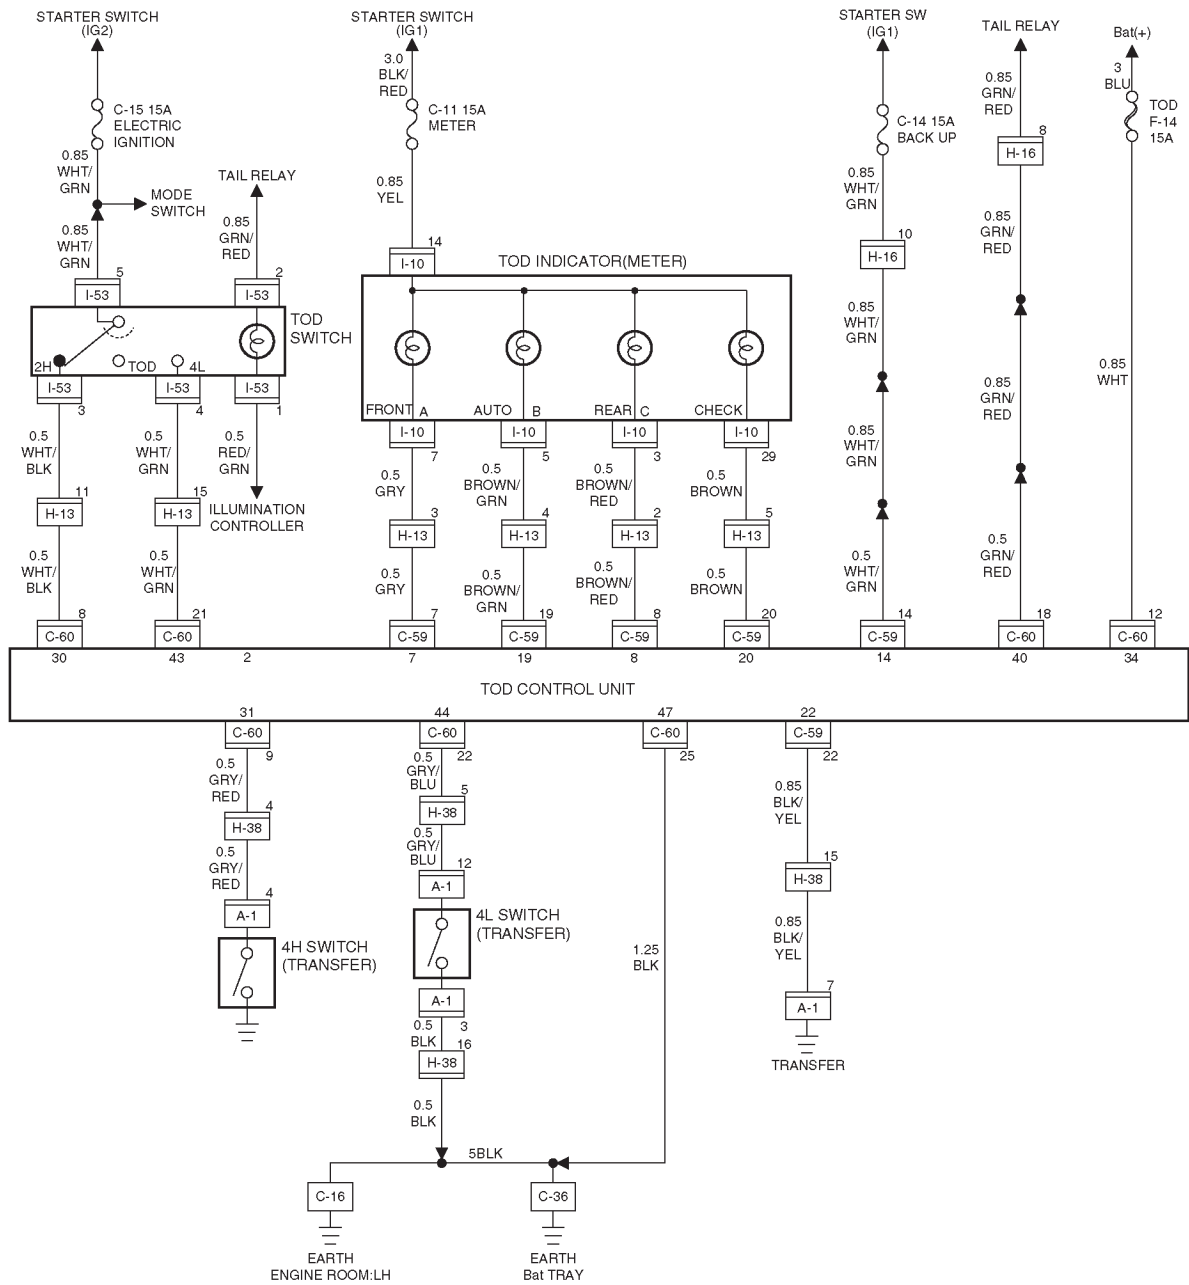 STARTER SWITCH
(IG2)
STARTER SWITCH
(IG1)
STARTER SW
(IG1)
TAIL RELAY
Bat(+)
3.0
BLK/
RED
0.85
GRN/
RED
3
BLU
C-15 15A
ELECTRIC
IGNITION
C-11 15A
METER
C-14 15A
BACK UP
TOD
F-14
15A
8
H-16
0.85
WHT/
GRN
MODE
SWITCH
TAIL RELAY
0.85
YEL
0.85
WHT/
GRN
0.85
WHT/
GRN
0.85
GRN/
RED
0.85
GRN/
RED
14
I-10
TOD INDICATOR(METER)
10
H-16
5
I-53
2
I-53
TOD
SWITCH
0.85
WHT/
GRN
2H
TOD
4L
0.85
WHT
I-53
3
I-53
4
I-53
1
0.85
GRN/
RED
FRONT
A
AUTO
B
REAR
C
CHECK
I-10
7
I-10
5
I-10
3
I-10
29
0.5
WHT/
BLK
0.5
WHT/
GRN
0.5
RED/
GRN
0.5
GRY
0.5
BROWN/
GRN
0.5
BROWN/
RED
0.5
BROWN
0.85
WHT/
GRN
11
H-13
15
H-13
ILLUMINATION
CONTROLLER
3
H-13
4
H-13
2
H-13
5
H-13
0.5
WHT/
BLK
0.5
WHT/
GRN
0.5
GRY
0.5
BROWN/
GRN
0.5
BROWN/
RED
0.5
BROWN
0.5
WHT/
GRN
0.5
GRN/
RED
8
C-60
21
C-60
7
C-59
19
C-59
8
C-59
20
C-59
14
C-59
18
C-60
12
C-60
30
43
2
7
19
8
20
14
40
34
TOD CONTROL UNIT
31
44
47
22
C-60
9
C-60
22
C-60
25
C-59
22
0.5
GRY/
RED
0.5
GRY/
BLU
0.85
BLK/
YEL
4
H-38
5
H-38
0.5
GRY/
RED
0.5
GRY/
BLU
15
H-38
4
A-1
12
A-1
4H SWITCH
(TRANSFER)
4L SWITCH
(TRANSFER)
1.25
BLK
0.85
BLK/
YEL
A-1
3
7
A-1
TRANSFER
0.5
BLK
16
H-38
0.5
BLK
5BLK
C-16
C-36
EARTH
ENGINE ROOM:LH
EARTH
Bat TRAY